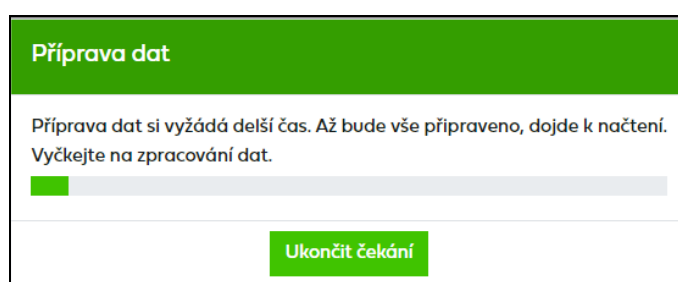 Příprava dat
Příprava dat si vyžádá delší čas. Až bude vše připraveno, dojde k načtení.
Vyčkejte na zpracování dat.
Ukončit čekání